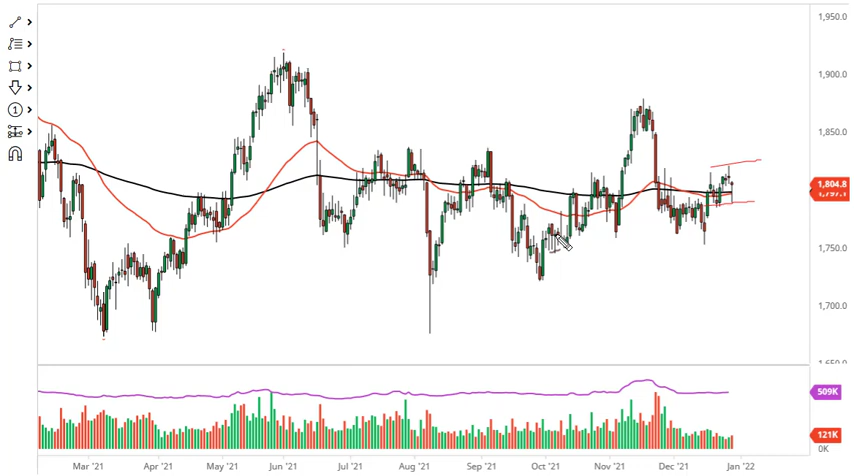 1,950.0
1,900.0
1,850.0
1,804.8
1,750.0
1,700.0
509K
121K
0K
Mar '21 Apr '21 May '21 Jun '21 Jul '21 Aug '21 Sep '21 Oct '21 Nov '21 Dec '21 Jan '22
1